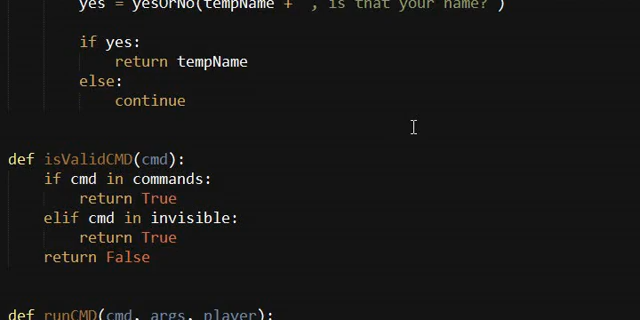 yes = yesOrNo(tempName + ", is that your name? ")
if yes:
return tempName
else:
continue
def isValidCMD(cmd):
if cmd in commands:
return True
elif cmd in invisible:
return True
return False
def runCMD(cmd, args, player):